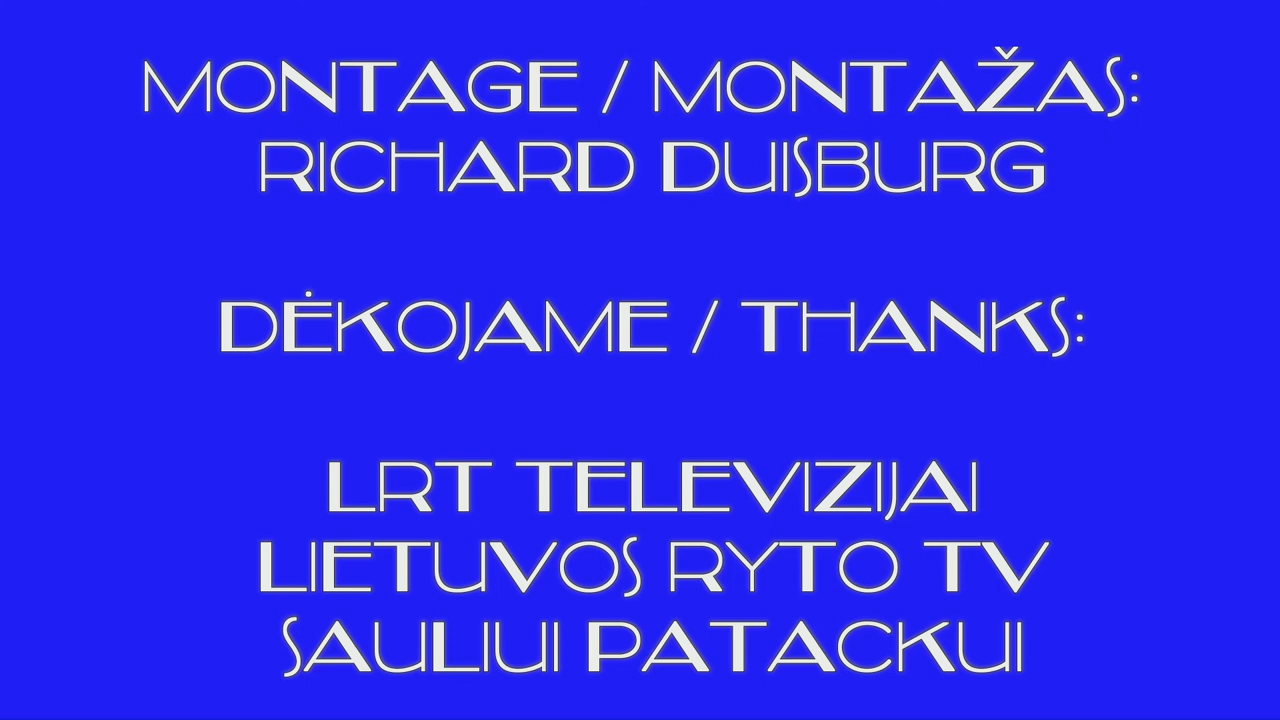 MONTAGE / MONTAŽAS:
RICHARD DUISBURG
DĖKOJAME / THANKS:
LRT TELEVIZIJAI
LIETUVOS RYTO TV
SAULIUI PATACKUI